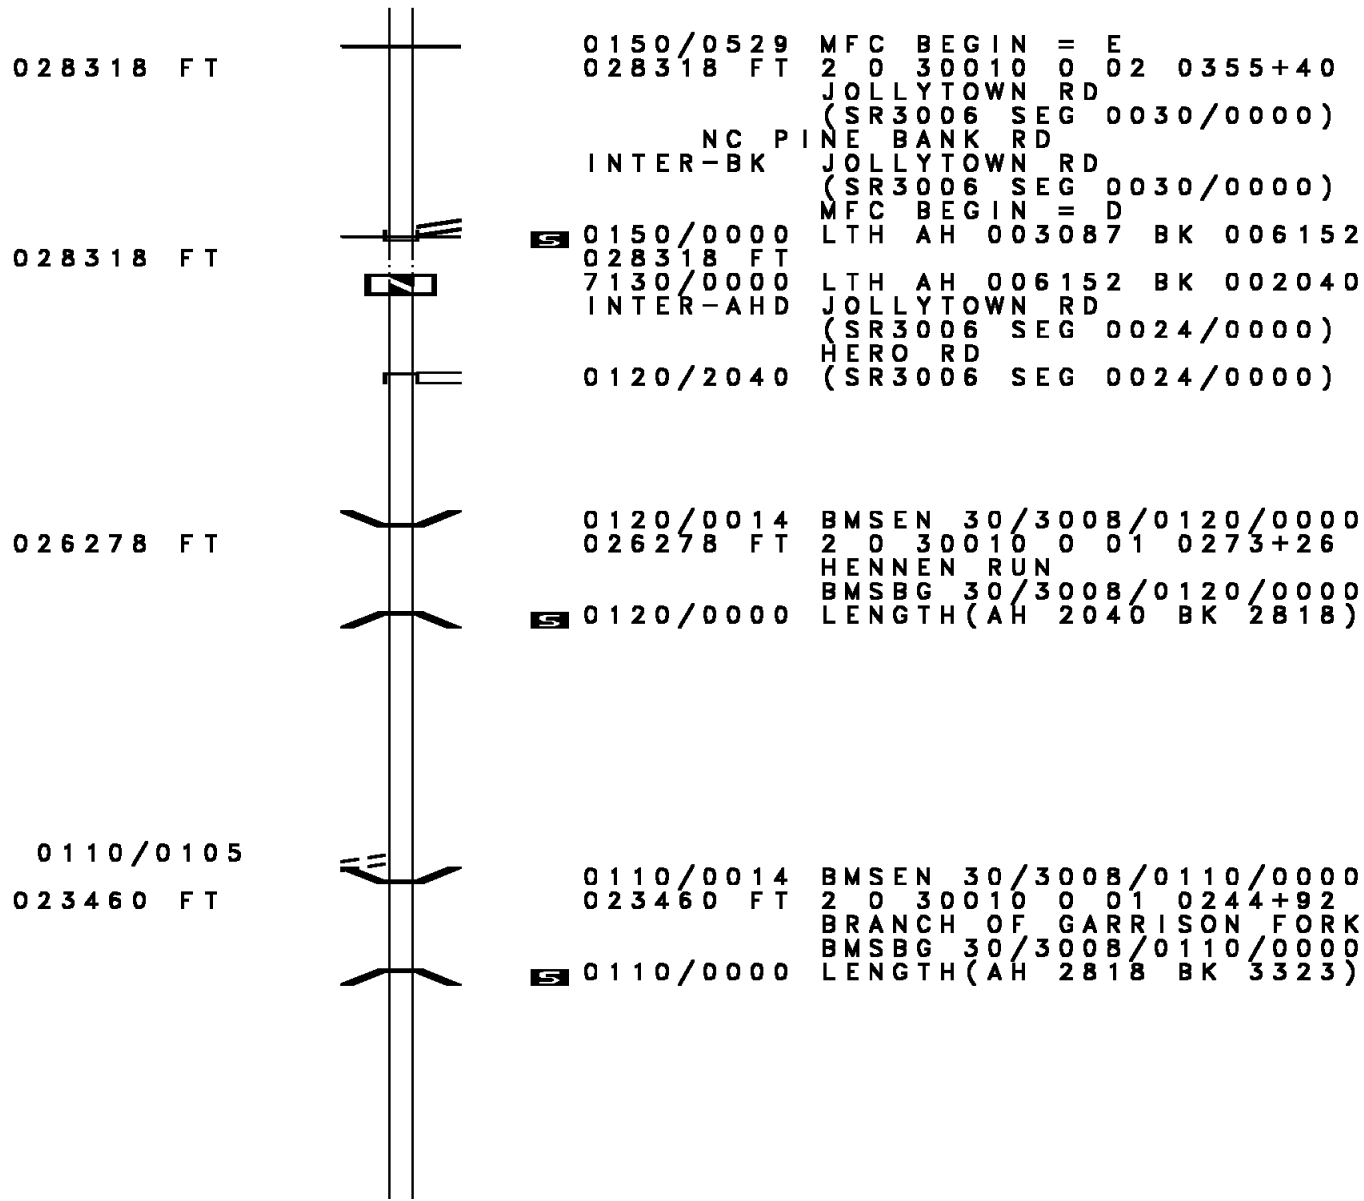 0150/0529 MFC BEGIN = E
028318 FT 028318 FT 2 0 30010 0 02 0355+40
JOLLYTOWN RD
(SR3006 SEG 0030/0000)
NC PINE BANK RD
INTER-BK JOLLYTOWN RD
(SR3006 SEG 0030/0000)
MFC BEGIN = D
S 0150/0000 LTH AH 003087 BK 006152
028318 FT 028318 FT
7130/0000 LTH AH 006152 BK 002040
INTER-AHD JOLLYTOWN RD
(SR3006 SEG 0024/0000)
HERO RD
0120/2040 (SR3006 SEG 0024/0000)
0120/0014 BMSEN 30/3008/0120/0000
026278 FT 026278 FT 2 0 30010 0 01 0273+26
HENNEN RUN
BMSBG 30/3008/0120/0000
S 0120/0000 LENGTH(AH 2040 BK 2818)
0110/0105
0110/0014 BMSEN 30/3008/0110/0000
023460 FT 023460 FT 2 0 30010 0 01 0244+92
BRANCH OF GARRISON FORK
BMSBG 30/3008/0110/0000
S 0110/0000 LENGTH(AH 2818 BK 3323)